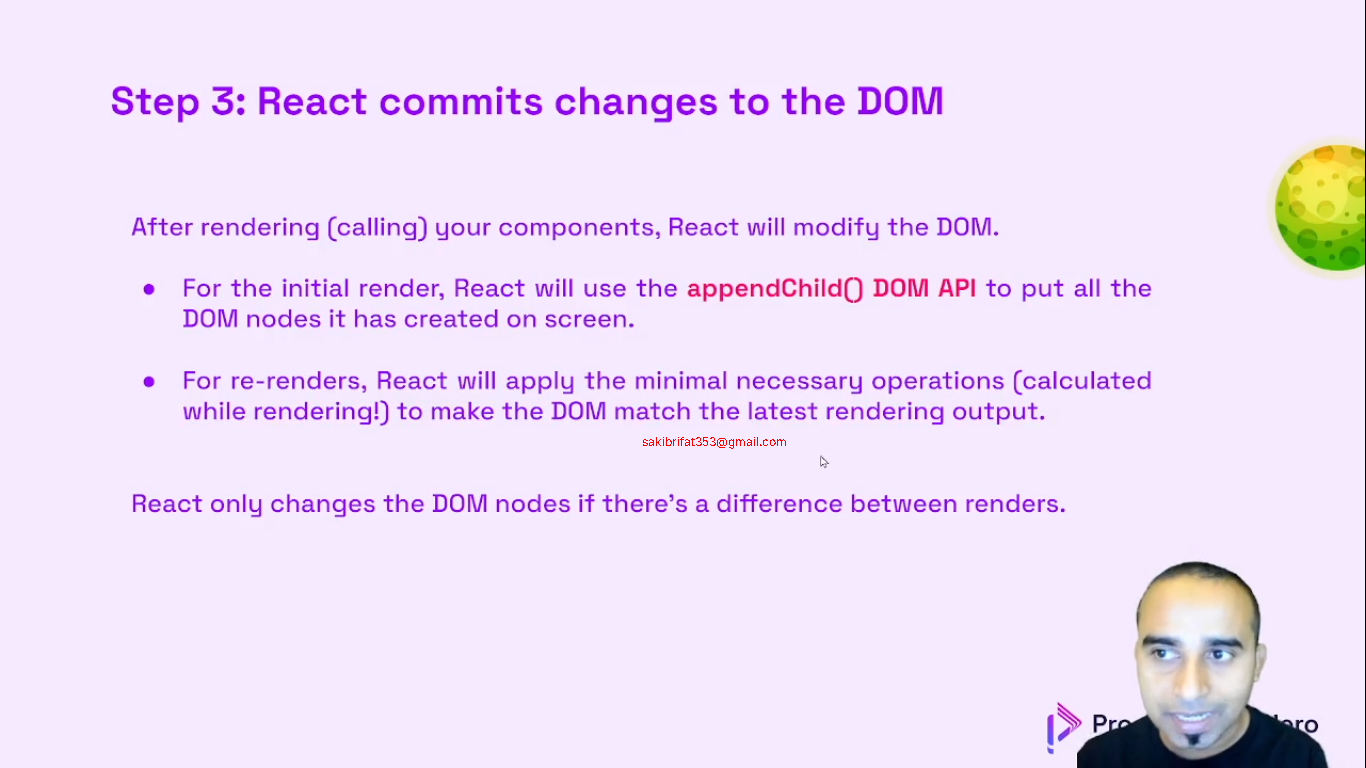 Step 3: React commits changes to the DOM
After rendering (calling) your components, React will modify the DOM.
● For the initial render, React will use the appendChild() DOM API to put all the
DOM nodes it has created on screen.
● For re-renders, React will apply the minimal necessary operations (calculated
while rendering!) to make the DOM match the latest rendering output.
sakibrifat353@gmail.com
React only changes the DOM nodes if there's a difference between renders.